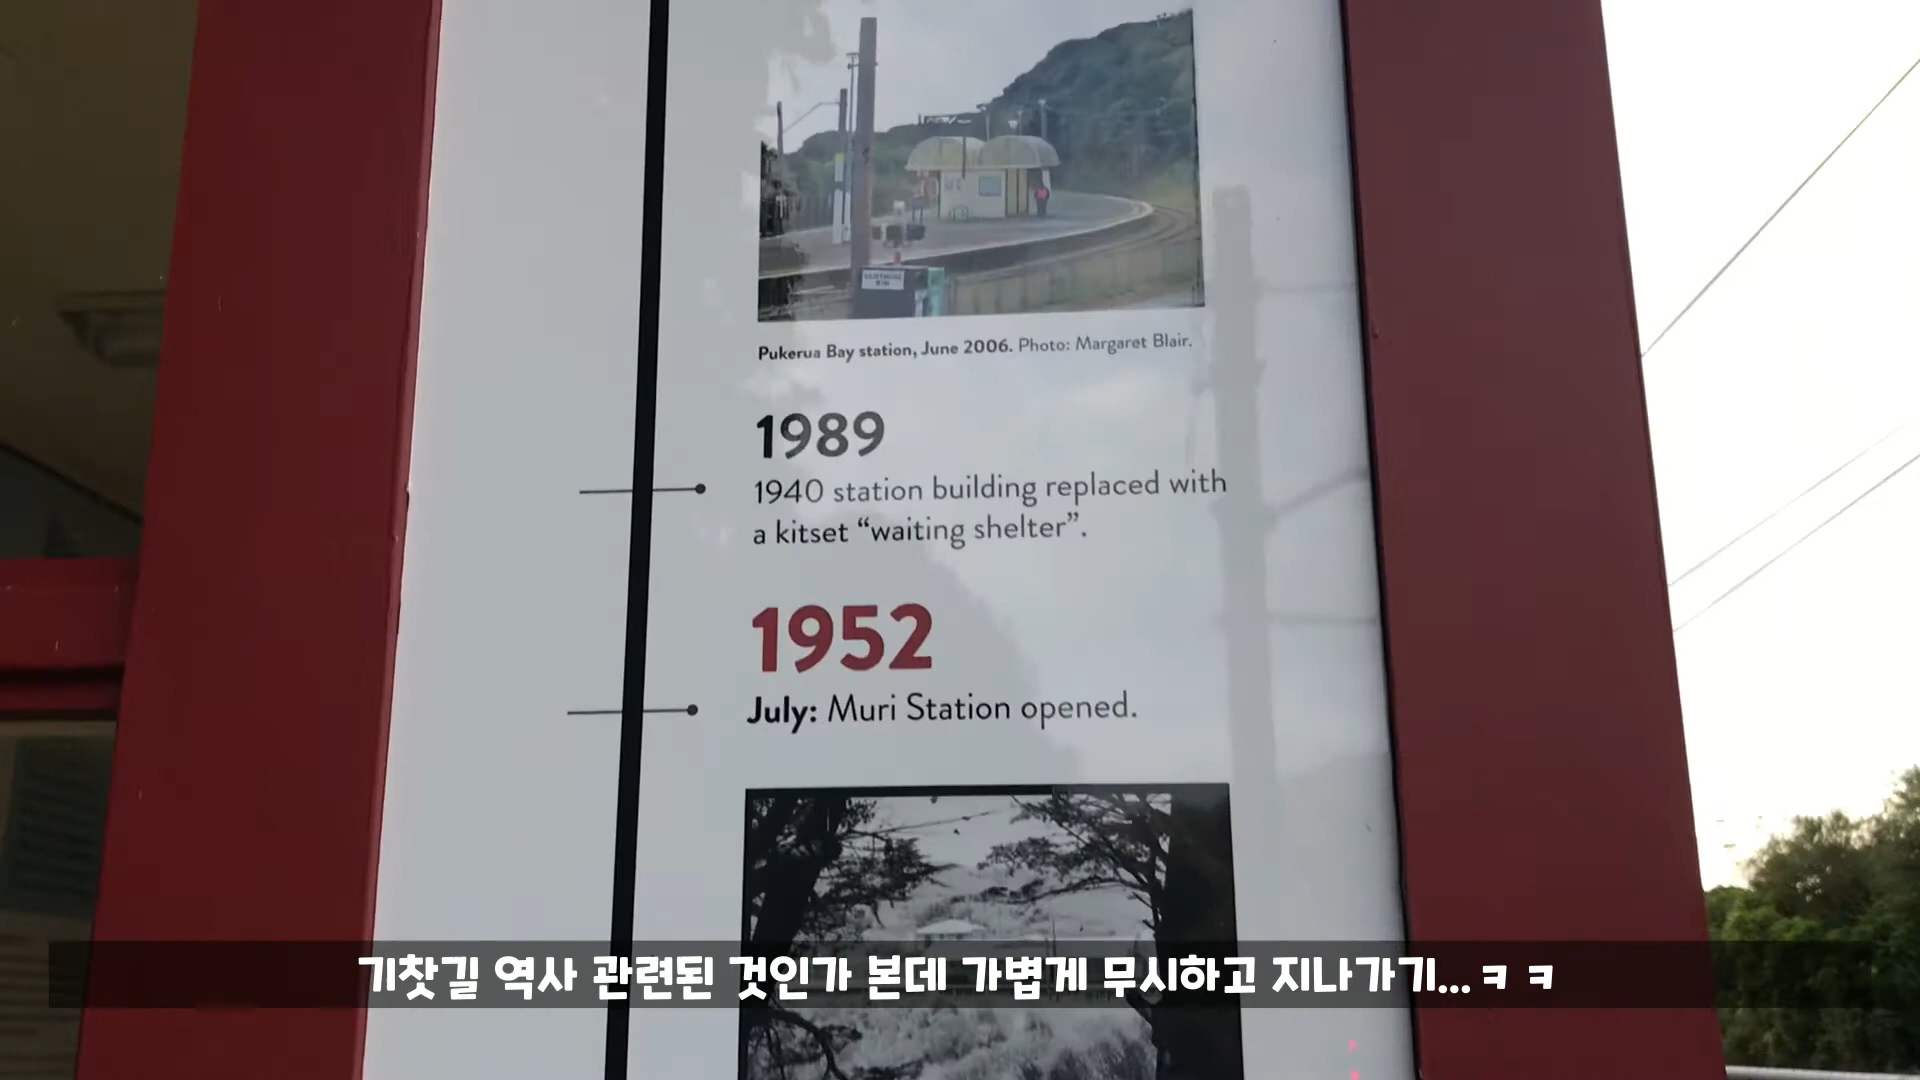 Pukerua Bay station, June 2006. Photo: Margaret Blair.
1989
1940 station building replaced with
a kitset “waiting shelter”.
1952
July: Muri Station opened.
기찻길 역사 관련된 것인가 본데 가볍게 무시하고 지나가기...ㅋㅋ